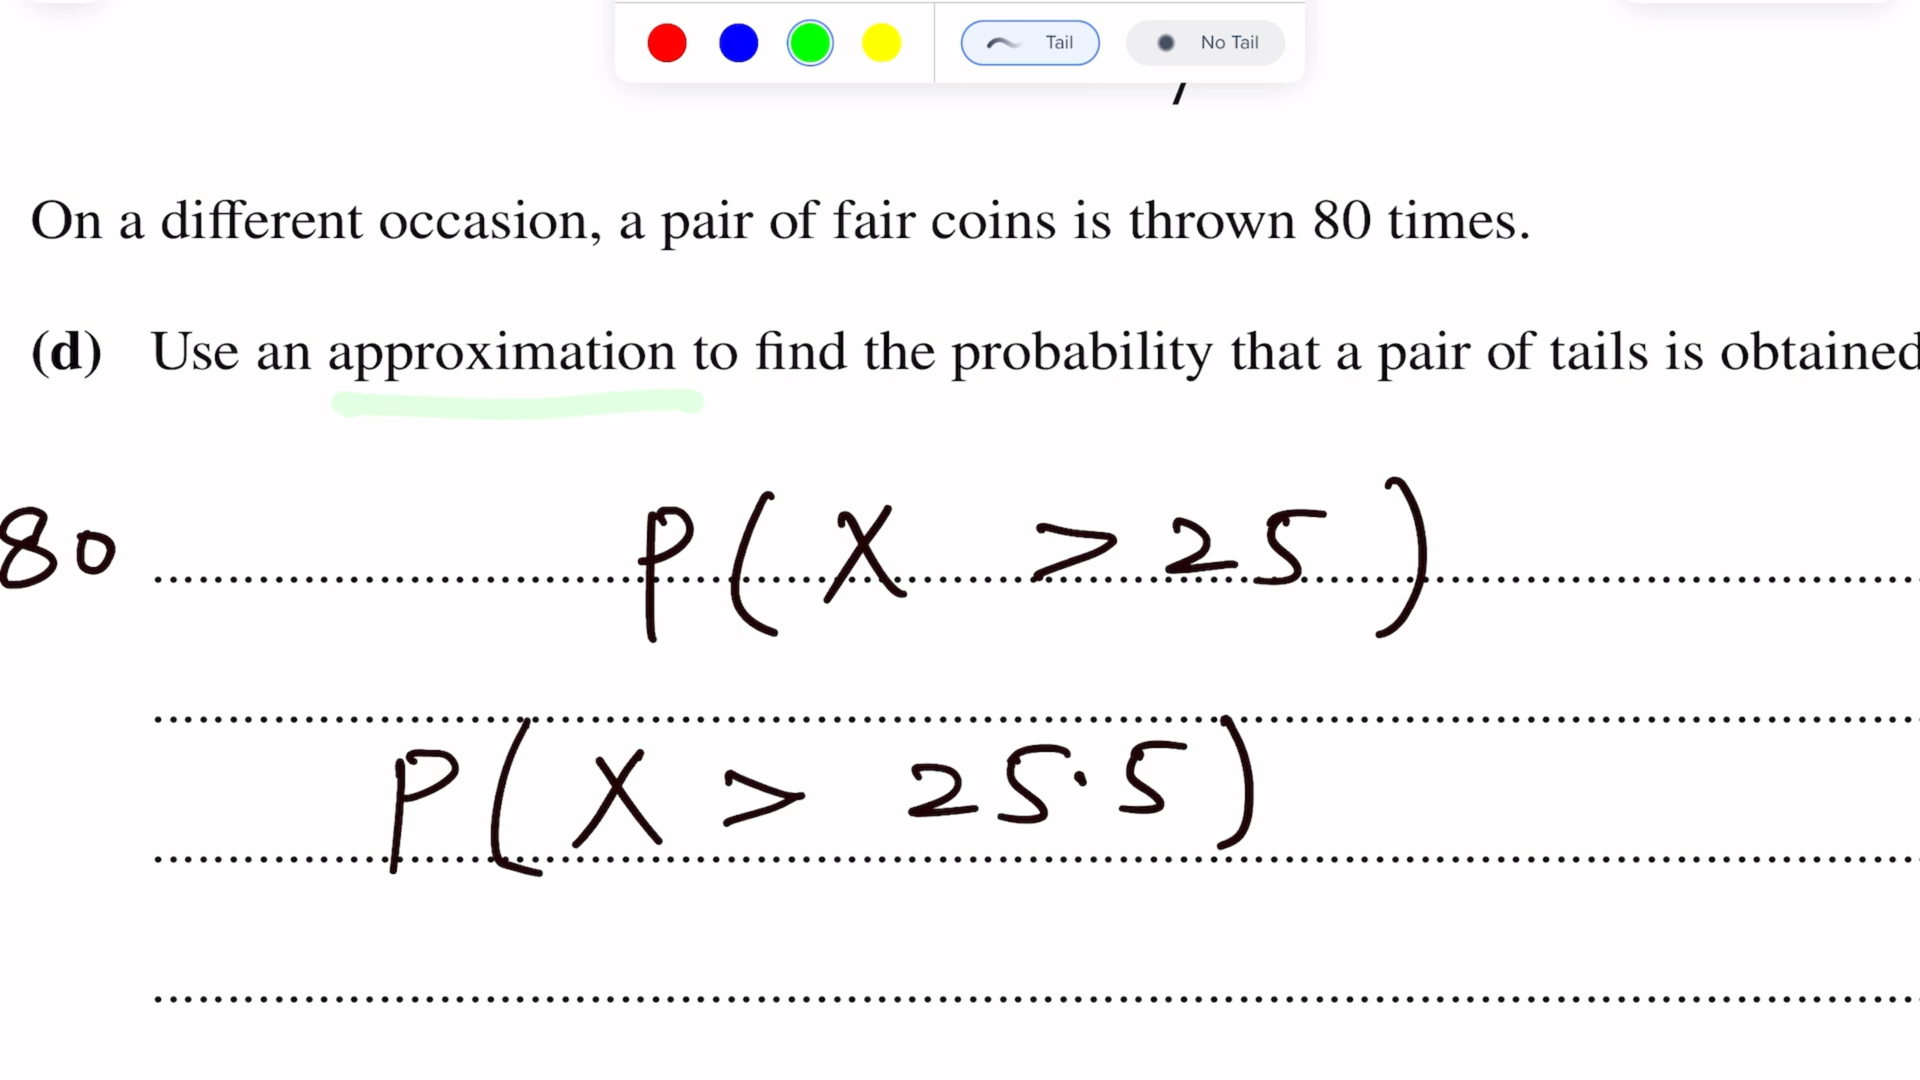 Tail No Tail
On a different occasion, a pair of fair coins is thrown 80 times.
(d) Use an approximation to find the probability that a pair of tails is obtained
80 P(X > 25)
P(X > 25.5)